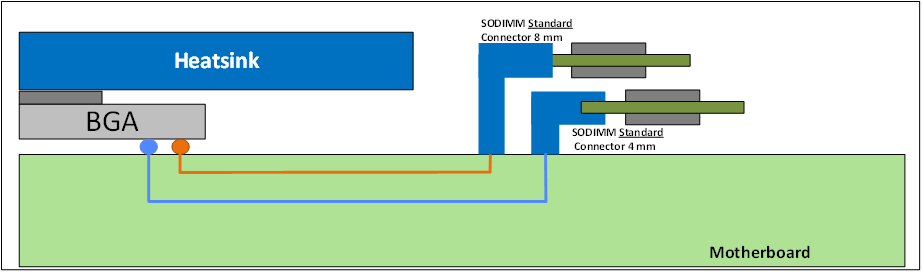 SODIMM Standard
Connector 8 mm
Heatsink
BGA
SODIMM Standard
Connector 4 mm
Motherboard